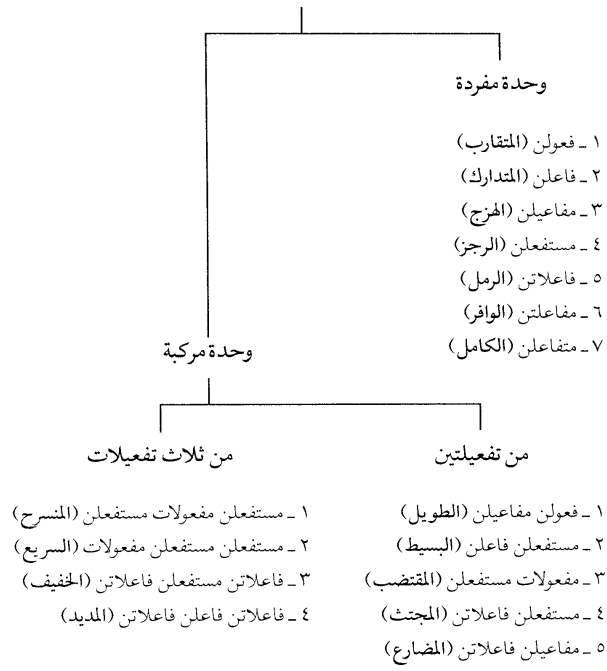 وحدة مفردة
١ ـ فعولن (المتقارب)
٢ ـ فاعلن (المتدارك)
٣ ـ مفاعيلن (الهزج)
٤ ـ مستفعلن (الرجز)
٥ ـ فاعلاتن (الرمل)
٦ ـ مفاعلتن (الوافر)
٧ ـ متفاعلن (الكامل)
وحدة مركبة
من تفعيلتين
١ ـ فعولن مفاعيلن (الطويل)
٢ ـ مستفعلن فاعلن (البسيط)
٣ ـ مفعولات مستفعلن (المقتضب)
٤ ـ مستفعلن فاعلاتن (المجتث)
٥ ـ مفاعيلن فاعلاتن (المضارع)
من ثلاث تفعيلات
١ ـ مستفعلن مفعولات مستفعلن (المنسرح)
٢ ـ مستفعلن مستفعلن مفعولات (السريع)
٣ ـ فاعلاتن مستفعلن فاعلاتن (الخفيف)
٤ ـ فاعلاتن فاعلن فاعلاتن (المديد)